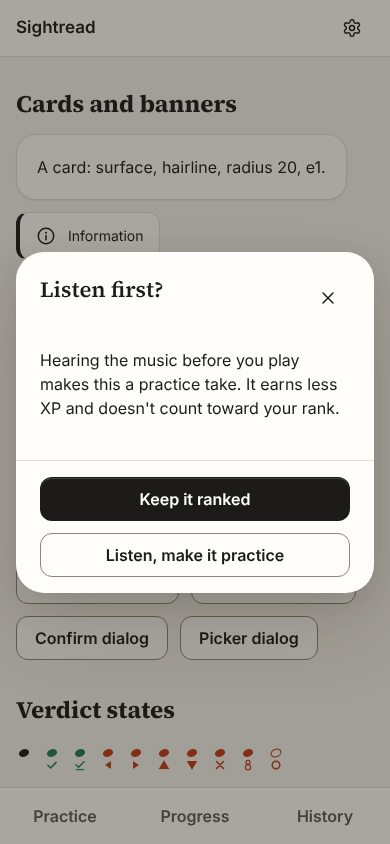 Sightread
Cards and banners
A card: surface, hairline, radius 20, e1.
Information
Listen first?
Hearing the music before you play
makes this a practice take. It earns less
XP and doesn't count toward your rank.
Keep it ranked
Listen, make it practice
Confirm dialog
Picker dialog
Verdict states
Practice
Progress
History